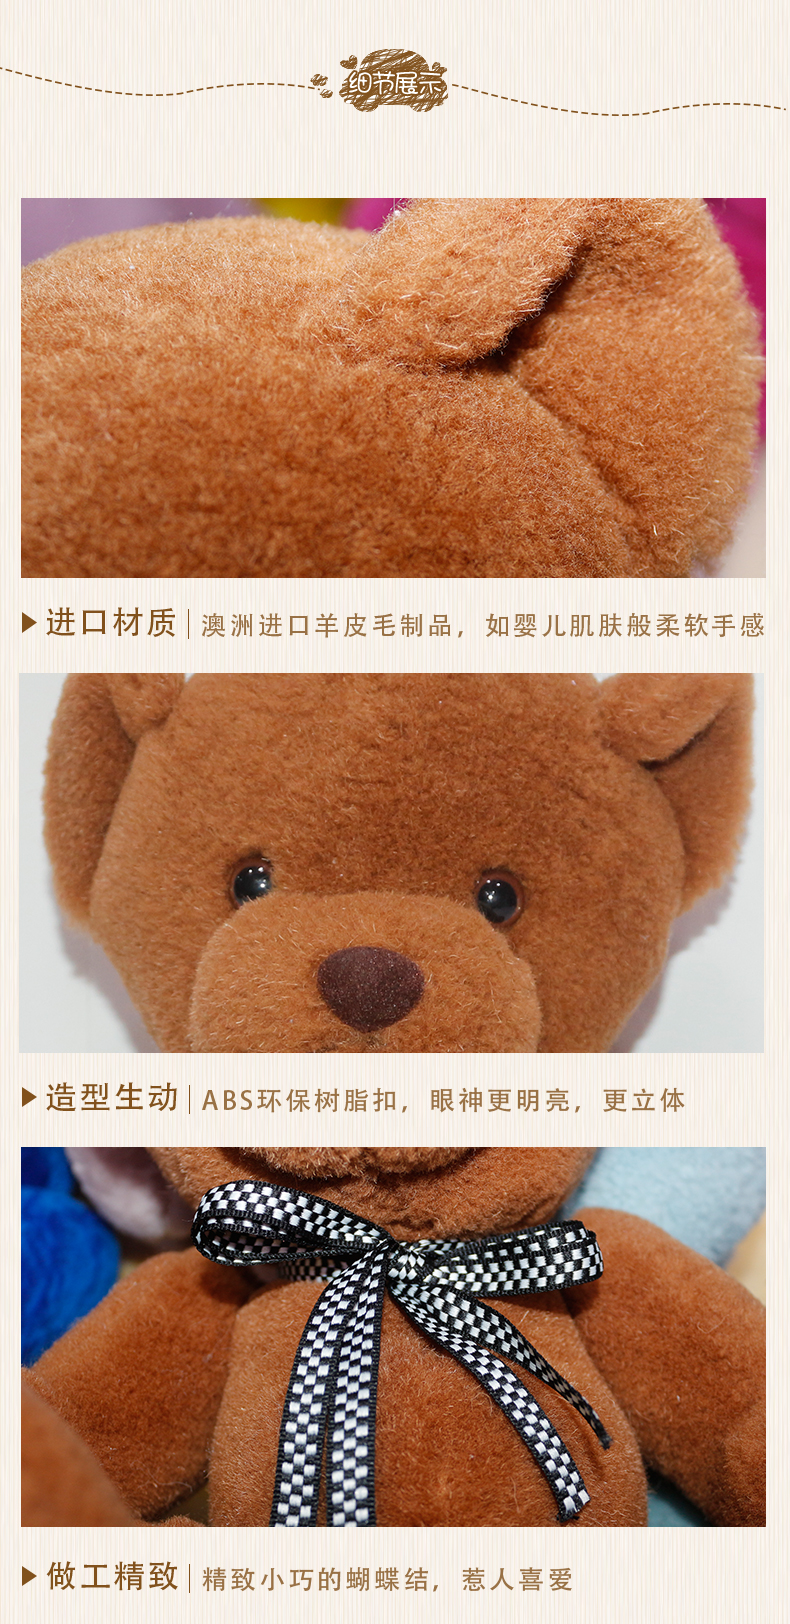 细节展示
进口材质 | 澳洲进口羊皮毛制品，如婴儿肌肤般柔软手感
造型生动 | ABS环保树脂扣，眼神更明亮，更立体
做工精致 | 精致小巧的蝴蝶结，惹人喜爱